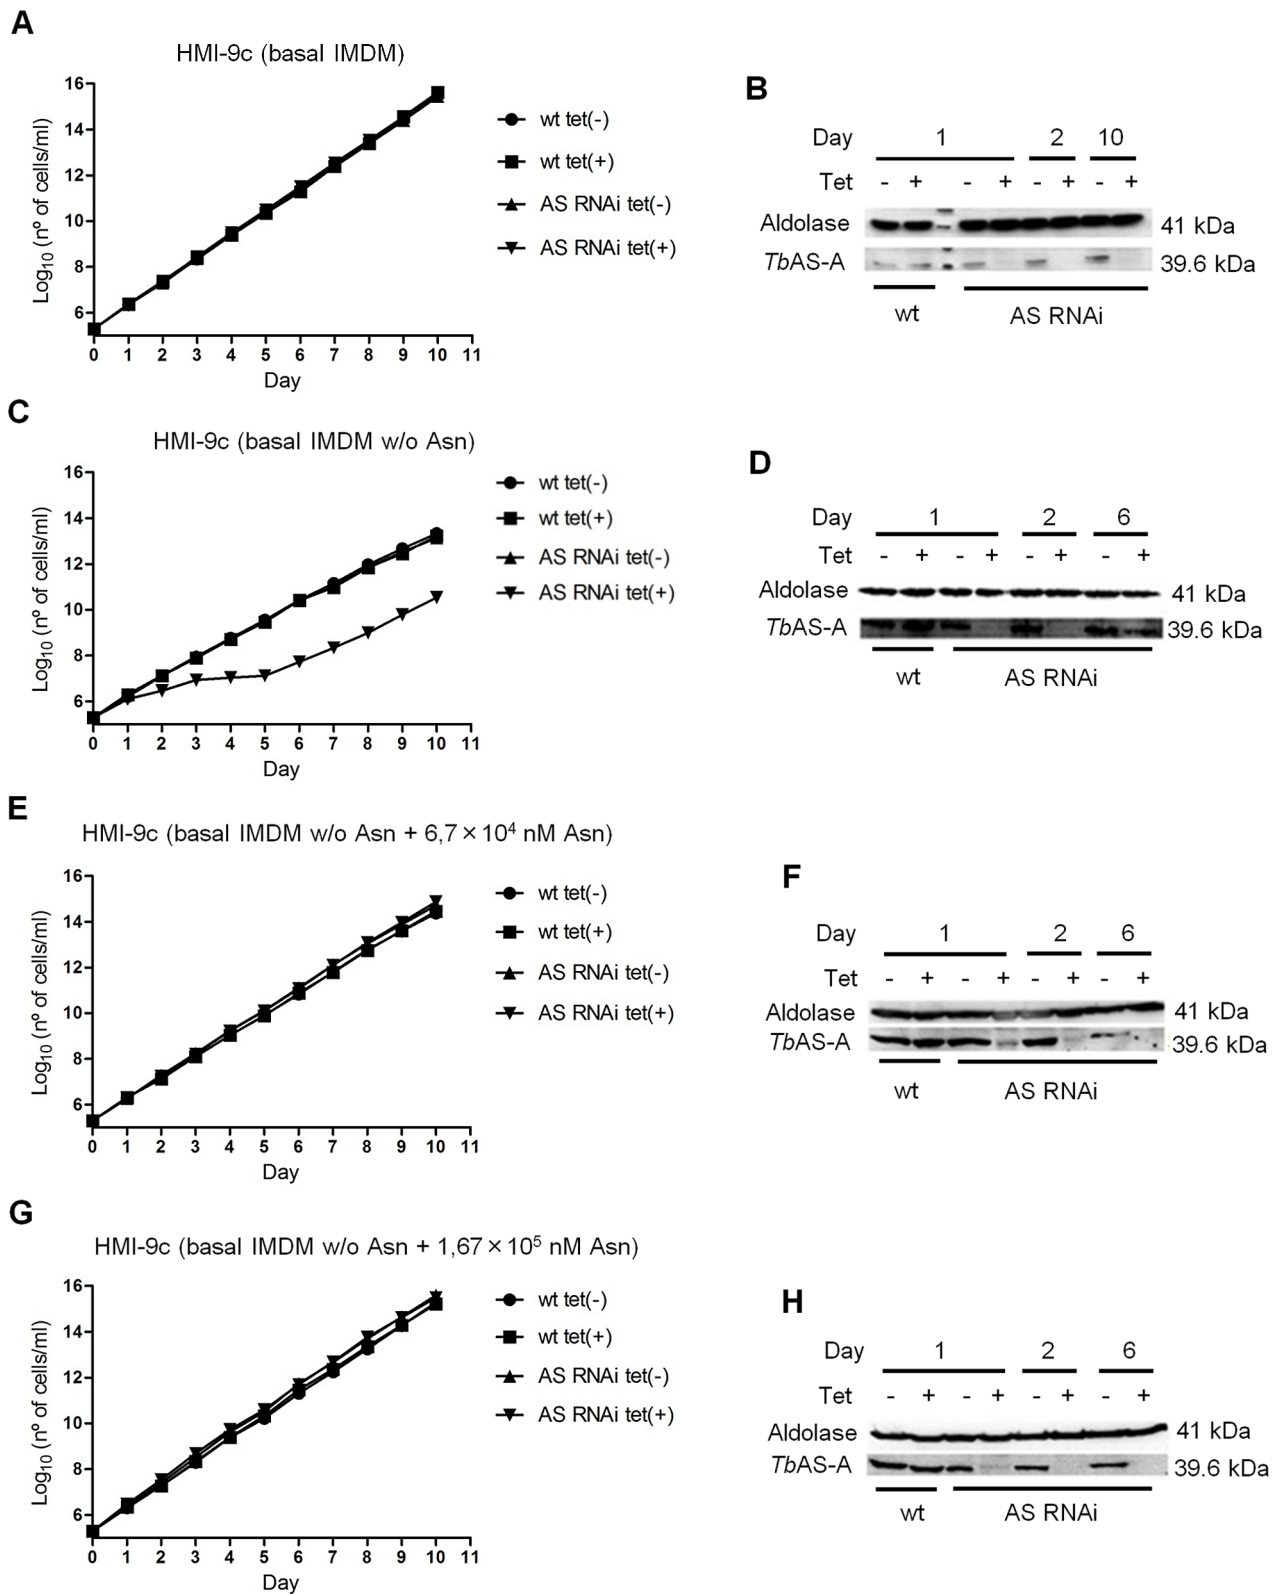 A
HMI-9c (basal IMDM)
16
14
12
10
8
6
Log10 (nº of cells/ml)
0 1 2 3 4 5 6 7 8 9 10 11
Day
wt tet(-)
wt tet(+)
AS RNAi tet(-)
AS RNAi tet(+)
B
Day 1 2 10
Tet - + - + - + - +
Aldolase 41 kDa
TbAS-A 39.6 kDa
wt AS RNAi
C
HMI-9c (basal IMDM w/o Asn)
16
14
12
10
8
6
Log10 (nº of cells/ml)
0 1 2 3 4 5 6 7 8 9 10 11
Day
wt tet(-)
wt tet(+)
AS RNAi tet(-)
AS RNAi tet(+)
D
Day 1 2 6
Tet - + - + - + - +
Aldolase 41 kDa
TbAS-A 39.6 kDa
wt AS RNAi
E
HMI-9c (basal IMDM w/o Asn + 6,7×10⁴ nM Asn)
16
14
12
10
8
6
Log10 (nº of cells/ml)
0 1 2 3 4 5 6 7 8 9 10 11
Day
wt tet(-)
wt tet(+)
AS RNAi tet(-)
AS RNAi tet(+)
F
Day 1 2 6
Tet - + - + - + - +
Aldolase 41 kDa
TbAS-A 39.6 kDa
wt AS RNAi
G
HMI-9c (basal IMDM w/o Asn + 1,67×10⁵ nM Asn)
16
14
12
10
8
6
Log10 (nº of cells/ml)
0 1 2 3 4 5 6 7 8 9 10 11
Day
wt tet(-)
wt tet(+)
AS RNAi tet(-)
AS RNAi tet(+)
H
Day 1 2 6
Tet - + - + - + - +
Aldolase 41 kDa
TbAS-A 39.6 kDa
wt AS RNAi